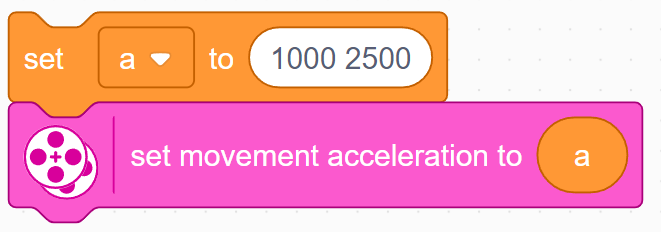 set a to 1000 2500
set movement acceleration to a